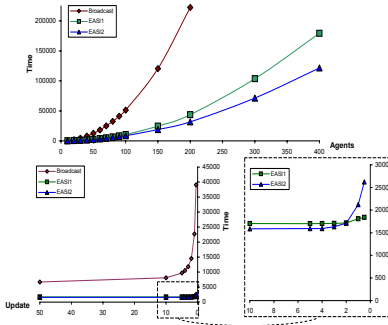 Broadcast
EASI1
EASI2
Time
200000
150000
100000
50000
0
0 50 100 150 200 250 300 350 400
Agents
Broadcast
EASI1
EASI2
Time
45000
40000
35000
30000
25000
20000
15000
10000
5000
0
50 40 30 20 10 0
Update
EASI1
EASI2
3000
2500
2000
1500
1000
500
0
10 8 6 4 2 0